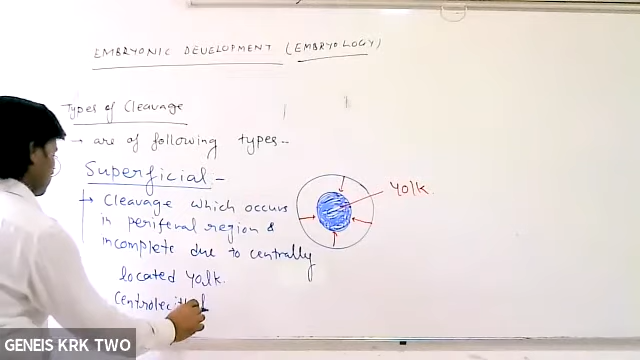 EMBRYONIC DEVELOPMENT (EMBRYOLOGY)
Types of Cleavage
→ are of following types--
Superficial:-
→ Cleavage which occurs
in periferal region &
incomplete due to centrally
located yolk.
Yolk.
GENEIS KRK TWO